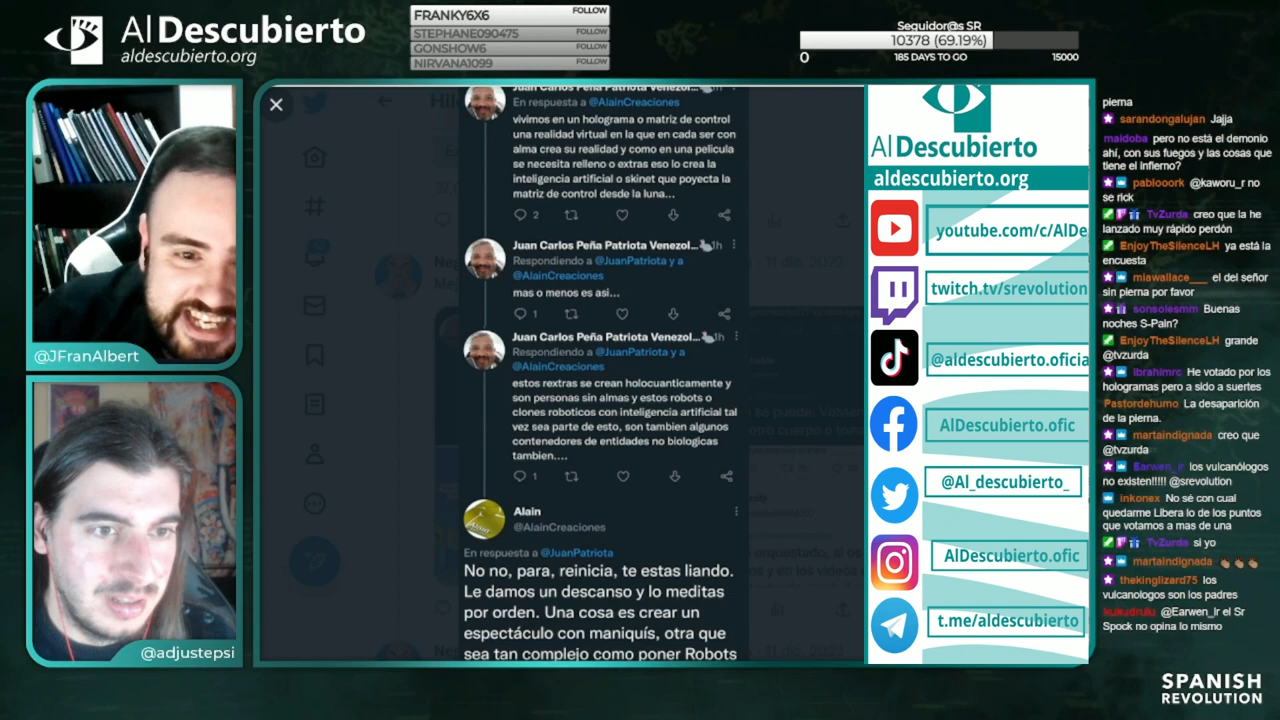 Al Descubierto
aldescubierto.org
FRANKY6X6 FOLLOW
STEPHANE090475 FOLLOW
GONSHOW6 FOLLOW
NIRVANA1099 FOLLOW
Seguidor@s SR
10378 (69.19%)
0 185 DAYS TO GO 15000
@JFranAlbert
@adjustepsi
Juan Carlos Peña Patriota Venezol... 1h
En respuesta a @AlainCreaciones
vivimos en un holograma o matriz de control
una realidad virtual en la que en cada ser con
alma crea su realidad y como en una pelicula
se necesita relleno o extras eso lo crea la
inteligencia artificial o skinet que poyecta la
matriz de control desde la luna...
2
Juan Carlos Peña Patriota Venezol... 1h
Respondiendo a @JuanPatriota y a
@AlainCreaciones
mas o menos es asi...
1
Juan Carlos Peña Patriota Venezol... 1h
Respondiendo a @JuanPatriota y a
@AlainCreaciones
estos rextras se crean holocuanticamente y
son personas sin almas y estos robots o
clones roboticos con inteligencia artificial tal
vez sea parte de esto, son tambien algunos
contenedores de entidades no biologicas
tambien....
1
Alain
@AlainCreaciones
En respuesta a @JuanPatriota
No no, para, reinicia, te estas liando.
Le damos un descanso y lo meditas
por orden. Una cosa es crear un
espectáculo con maniquís, otra que
sea tan complejo como poner Robots
Al Descubierto
aldescubierto.org
youtube.com/c/AlDe
twitch.tv/srevolution
@aldescubierto.oficia
AlDescubierto.ofic
@Al_descubierto_
AlDescubierto.ofic
t.me/aldescubierto
pierna
sarandongalujan Jajja
maldoba pero no está el demonio
ahí, con sus fuegos y las cosas que
tiene el Infierno?
pablooork @kaworu_r no
se rick
TvZurda creo que la he
lanzado muy rápido perdón
EnjoyTheSilenceLH ya está la
encuesta
miawallace___ el del señor
sin pierna por favor
sonsolesmm Buenas
noches S-Pain?
EnjoyTheSilenceLH grande
@tvzurda
Ibrahimrc He votado por los
hologramas pero a sido a suertes
Pastordehumo La desaparición
de la pierna.
martaindignada creo que
@tvzurda
Earwen_ir los vulcanólogos
no existen!!!!! @srevolution
inkonex No sé con cual
quedarme Libera lo de los puntos
que votamos a mas de una
TvZurda si yo
martaindignada
thekinglizard75 los
vulcanologos son los padres
kukudrulu @Earwen_Ir el Sr
Spock no opina lo mismo
SPANISH
REVOLUTION